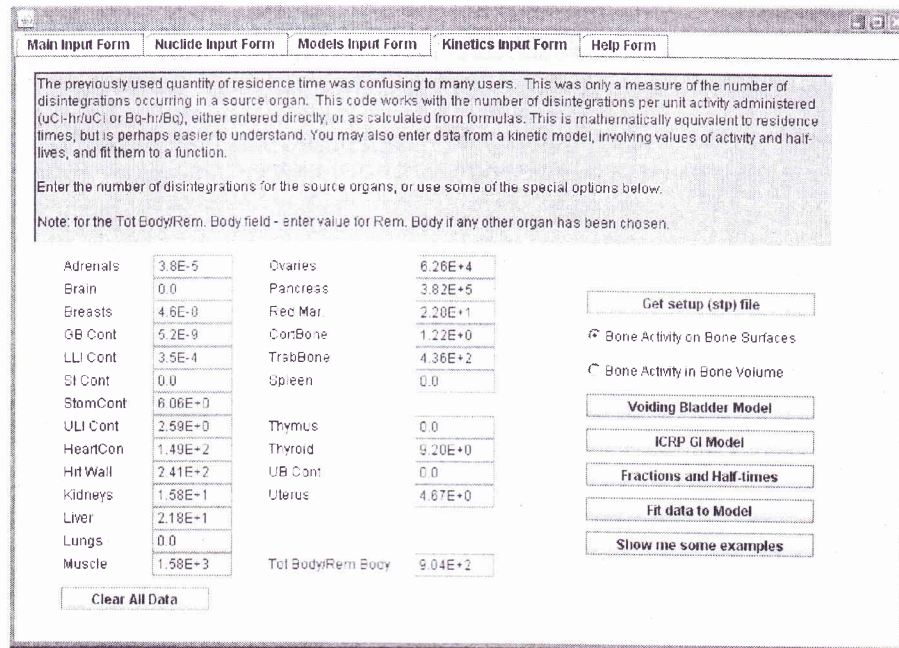 Main Input Form Nuclide Input Form Models Input Form Kinetics Input Form Help Form
The previously used quantity of residence time was confusing to many users. This was only a measure of the number of
disintegrations occurring in a source organ. This code works with the number of disintegrations per unit activity administered
(uCi-hr/uCi or Bq-hr/Bq), either entered directly, or as calculated from formulas. This is mathematically equivalent to residence
times, but is perhaps easier to understand. You may also enter data from a kinetic model, involving values of activity and half-
lives, and fit them to a function.
Enter the number of disintegrations for the source organs, or use some of the special options below.
Note: for the Tot Body/Rem. Body field - enter value for Rem. Body if any other organ has been chosen.
Adrenals 3.8E-5
Brain 0.0
Breasts 4.6E-8
GB Cont 5.2E-9
LLI Cont 3.5E-4
SI Cont 0.0
StomCont 6.06E+0
ULI Cont 2.59E+0
HeartCon 1.49E+2
Hrt Wall 2.41E+2
Kidneys 1.58E+1
Liver 2.18E+1
Lungs 0.0
Muscle 1.58E+3
Ovaries 6.26E+4
Pancreas 3.82E+5
Red Mar. 2.28E+1
CortBone 1.22E+0
TrabBone 4.36E+2
Spleen 0.0
Thymus 0.0
Thyroid 9.20E+0
UB Cont 0.0
Uterus 4.67E+0
Tot Body/Rem Body 9.04E+2
Get setup (stp) file
Bone Activity on Bone Surfaces
Bone Activity in Bone Volume
Voiding Bladder Model
ICRP GI Model
Fractions and Half-times
Fit data to Model
Show me some examples
Clear All Data